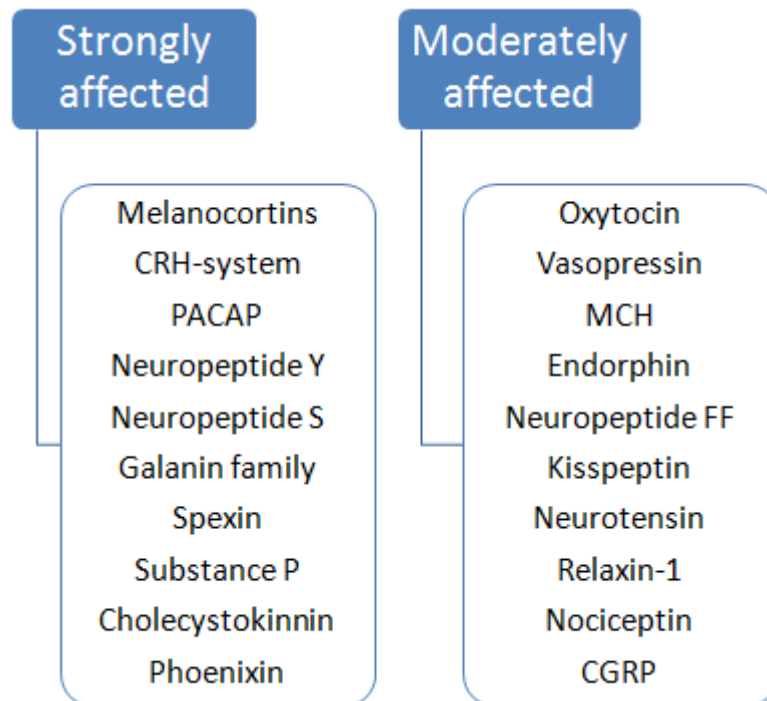 Strongly
affected
Melanocortins
CRH-system
PACAP
Neuropeptide Y
Neuropeptide S
Galanin family
Spexin
Substance P
Cholecystokinnin
Phoenixin
Moderately
affected
Oxytocin
Vasopressin
MCH
Endorphin
Neuropeptide FF
Kisspeptin
Neurotensin
Relaxin-1
Nociceptin
CGRP